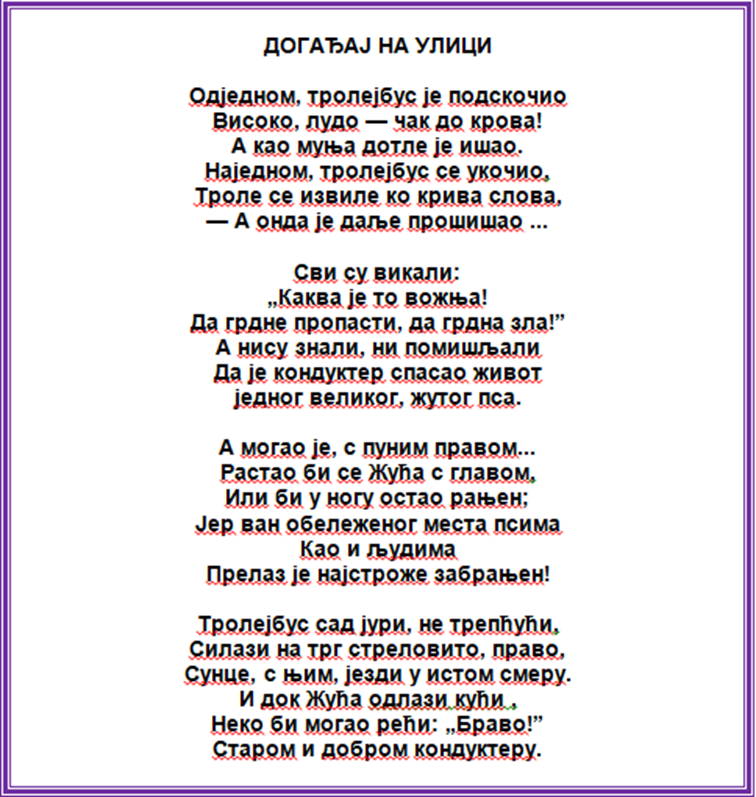 ДОГАЂАЈ НА УЛИЦИ
Одједном, тролејбус је подскочио
Високо, лудо — чак до крова!
А као муња дотле је ишао.
Наједном, тролејбус се укочио,
Троле се извиле ко крива слова,
— А онда је даље прошишао ...
Сви су викали:
„Каква је то вожња!
Да грдне пропасти, да грдна зла!”
А нису знали, ни помишљали
Да је кондуктер спасао живот
једног великог, жутог пса.
А могао је, с пуним правом...
Растао би се Жућа с главом,
Или би у ногу остао рањен;
Јер ван обележеног места псима
Као и људима
Прелаз је најстроже забрањен!
Тролејбус сад јури, не трепћући,
Силази на трг стреловито, право,
Сунце, с њим, језди у истом смеру.
И док Жућа одлази кући ,
Неко би могао рећи: „Браво!”
Старом и добром кондуктеру.